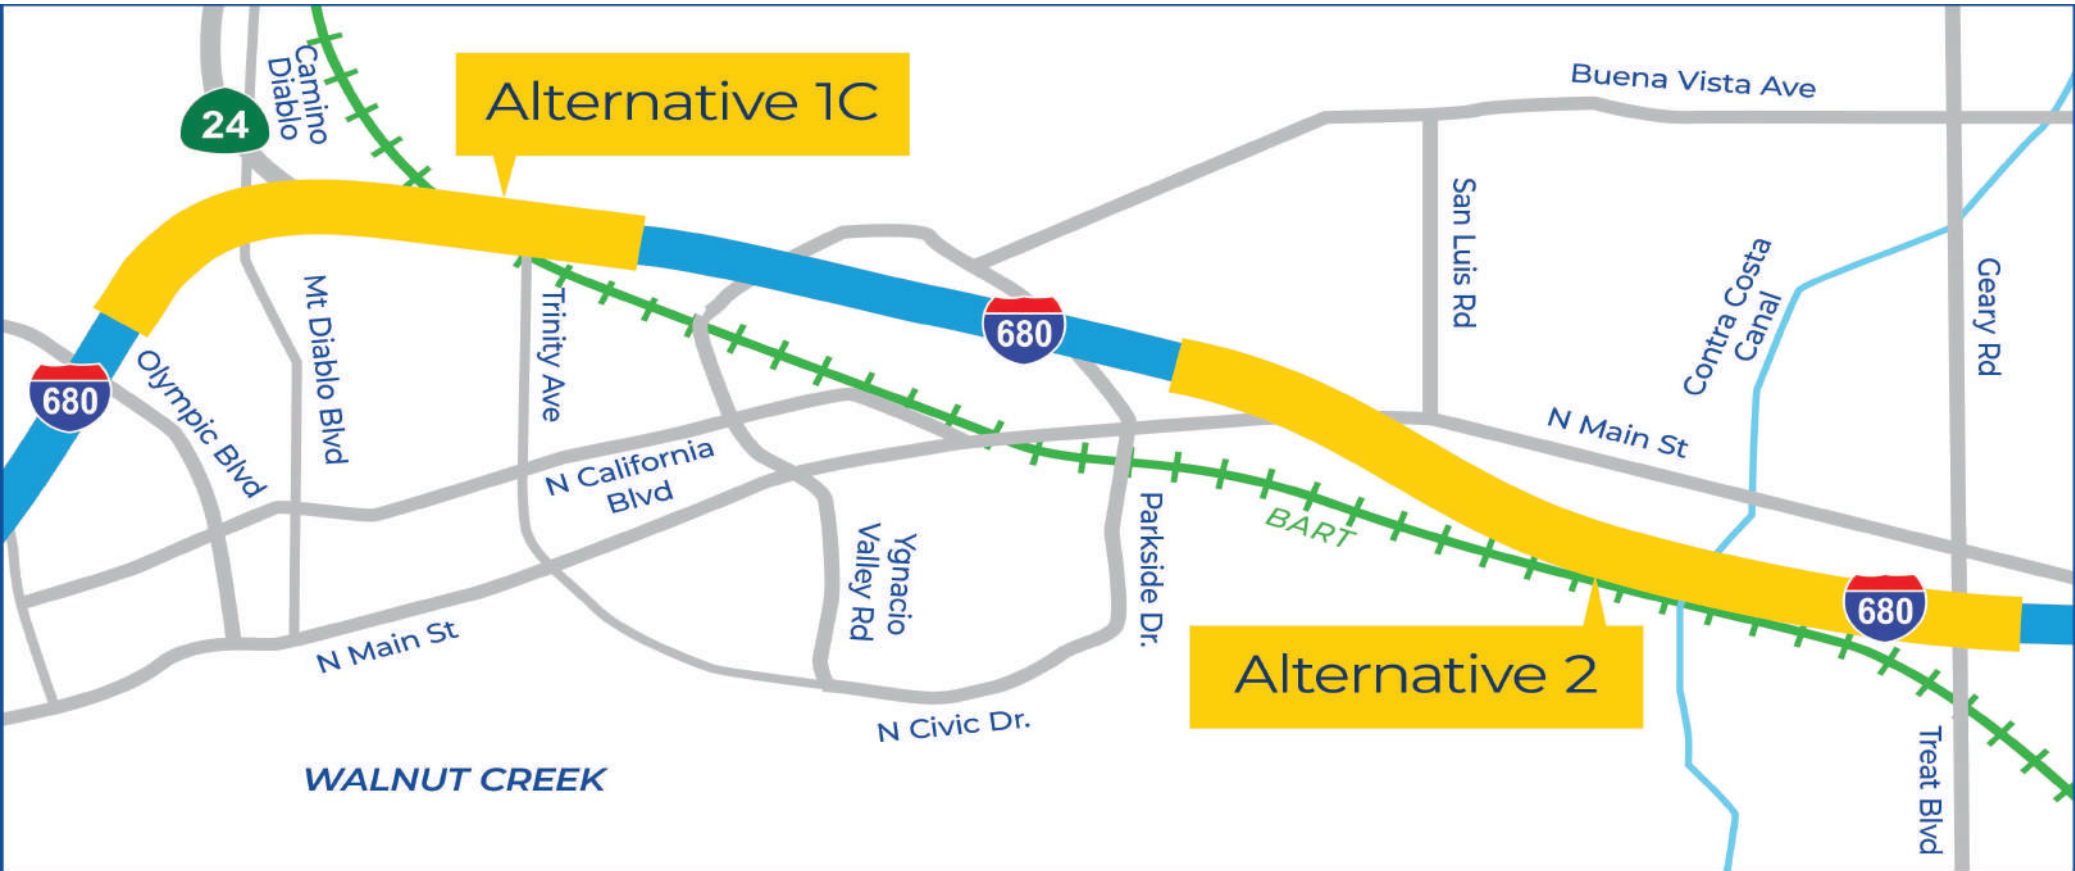 Camino
Diablo
24
Alternative 1C
Buena Vista Ave
San Luis Rd
Contra Costa
Canal
Geary Rd
Mt Diablo Blvd
Trinity Ave
680
680
Olympic Blvd
N California
Blvd
N Main St
BART
Parkside Dr.
Ygnacio
Valley Rd
680
Alternative 2
N Main St
N Civic Dr.
Treat Blvd
WALNUT CREEK